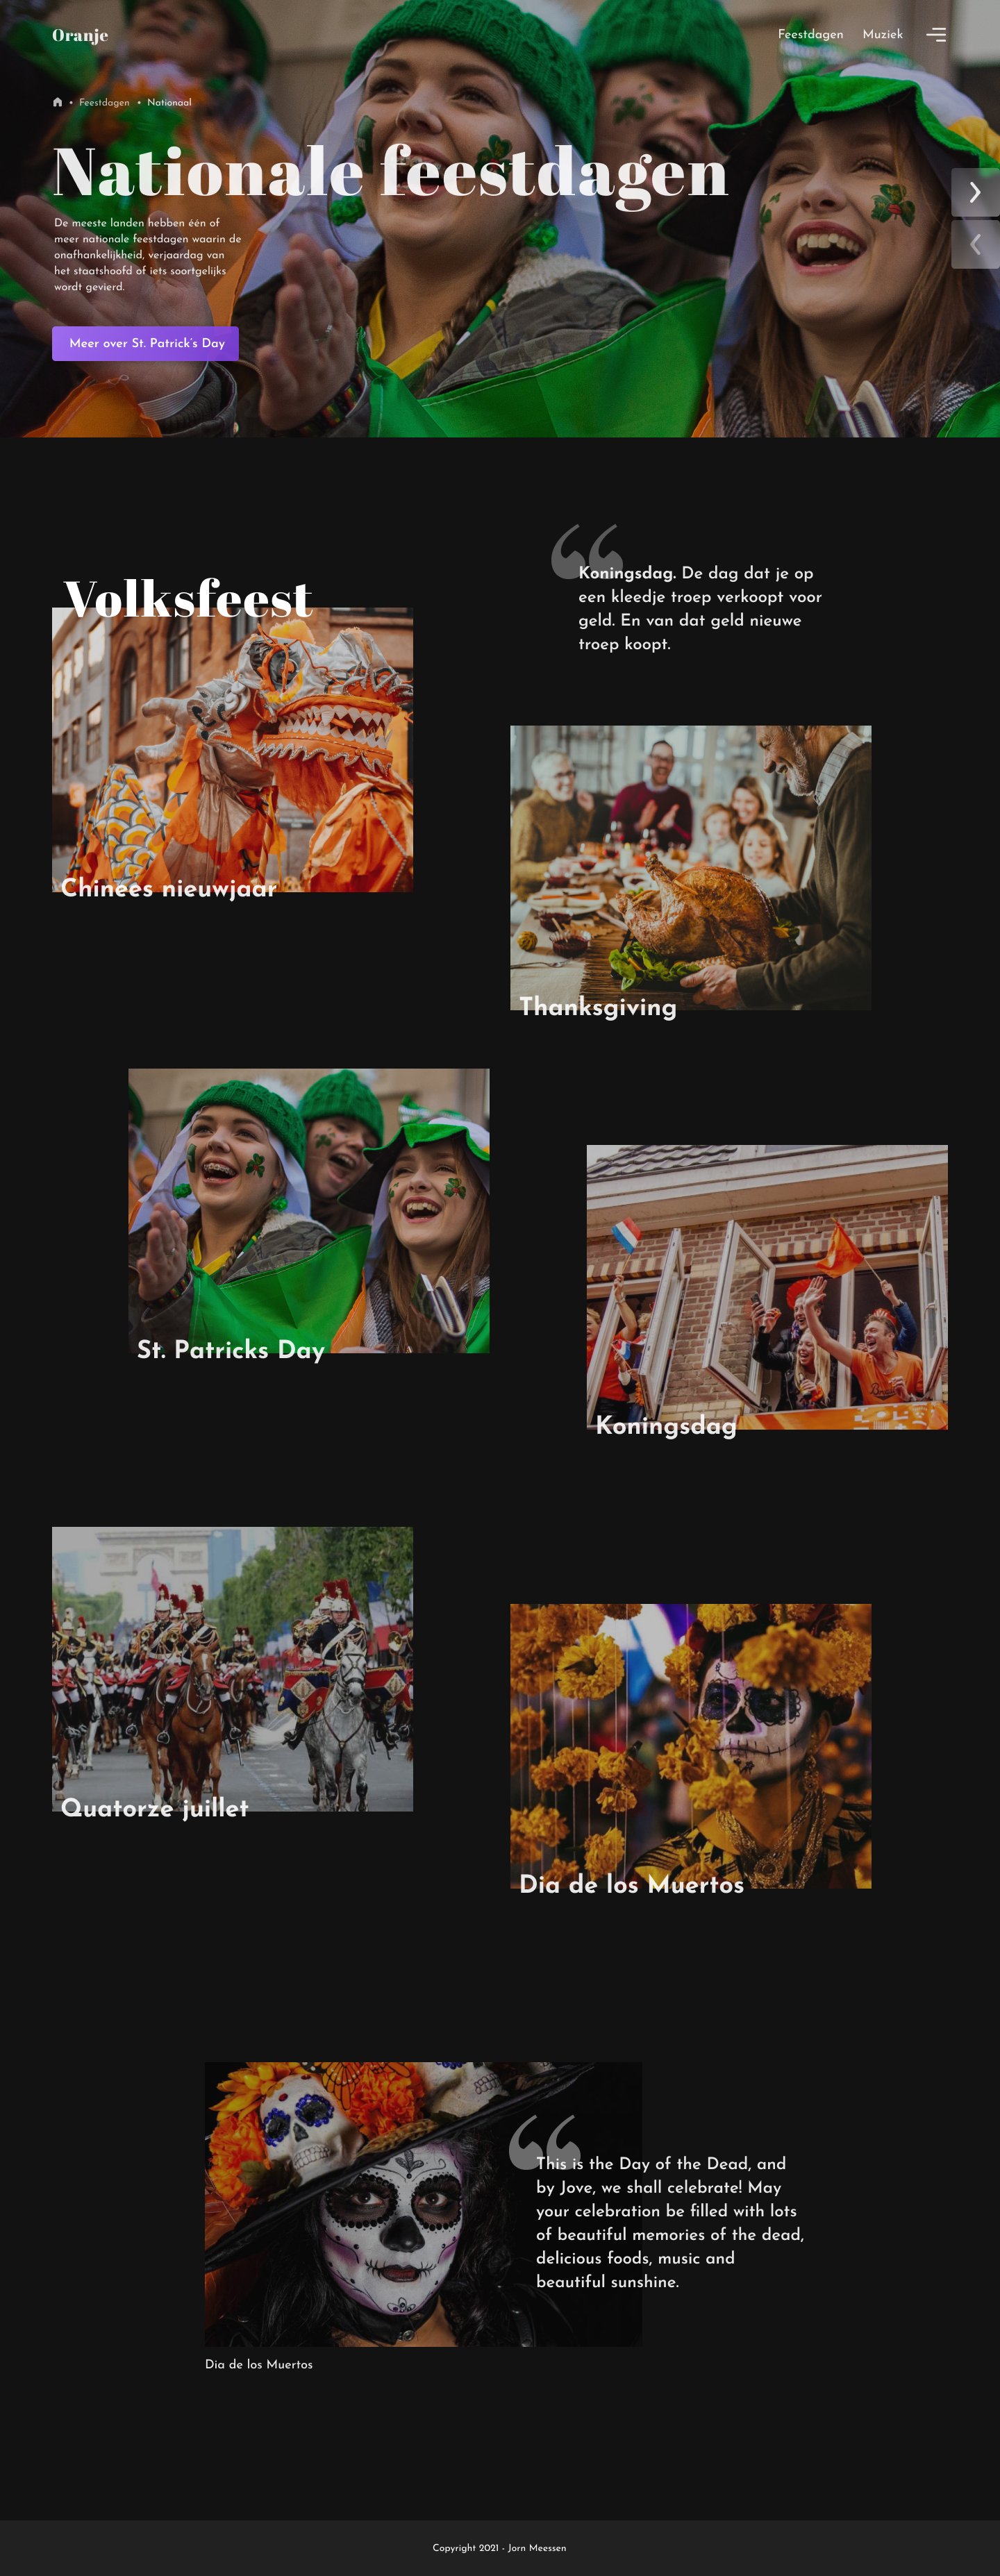 Oranje
Feestdagen
Muziek
Feestdagen • Nationaal
Nationale feestdagen
De meeste landen hebben één of
meer nationale feestdagen waarin de
onafhankelijkheid, verjaardag van
het staatshoofd of iets soortgelijks
wordt gevierd.
Meer over St. Patrick's Day
Volksfeest
“
Koningsdag. De dag dat je op
een kleedje troep verkoopt voor
geld. En van dat geld nieuwe
troep koopt.
Chinees nieuwjaar
Thanksgiving
St. Patricks Day
Koningsdag
Quatorze juillet
Dia de los Muertos
“
This is the Day of the Dead, and
by Jove, we shall celebrate! May
your celebration be filled with lots
of beautiful memories of the dead,
delicious foods, music and
beautiful sunshine.
Dia de los Muertos
Copyright 2021 - Jorn Meessen